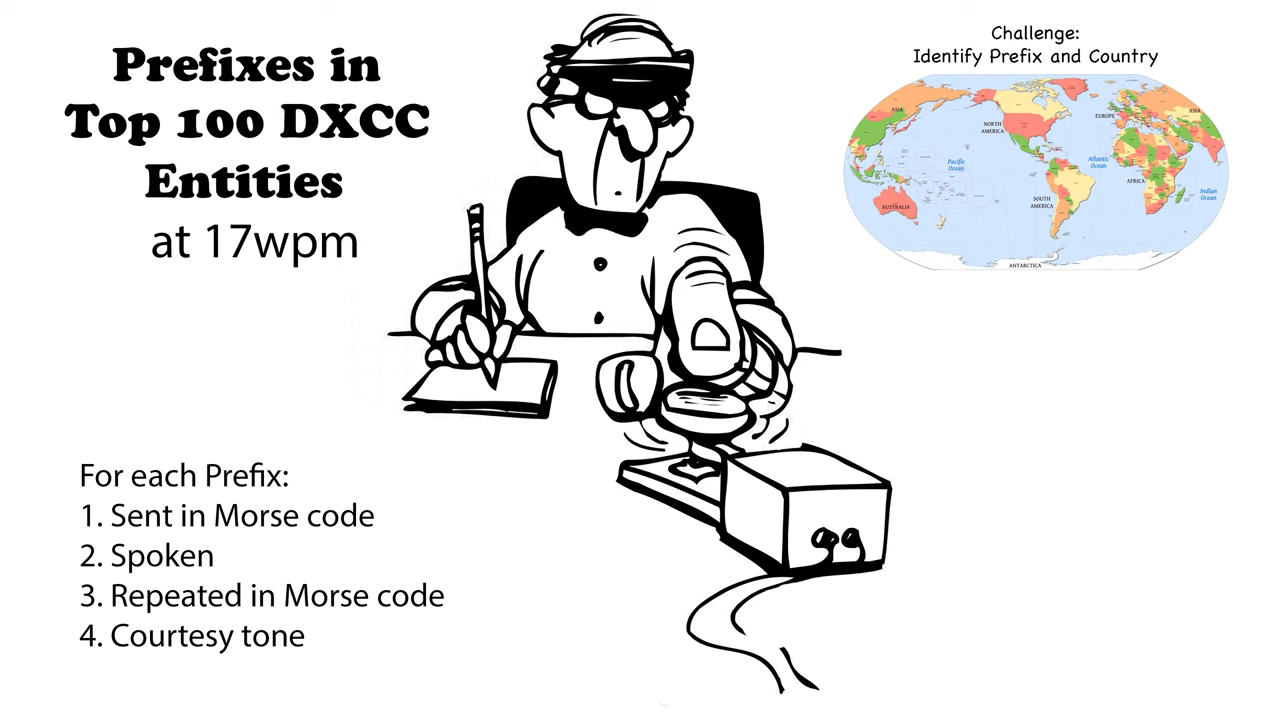 Prefixes in
Top 100 DXCC
Entities
at 17wpm
Challenge:
Identify Prefix and Country
ASIA
NORTH
AMERICA
EUROPE
ASIA
Pacific
Ocean
Atlantic
Ocean
AFRICA
SOUTH
AMERICA
Indian
Ocean
AUSTRALIA
ANTARCTICA
For each Prefix:
1. Sent in Morse code
2. Spoken
3. Repeated in Morse code
4. Courtesy tone